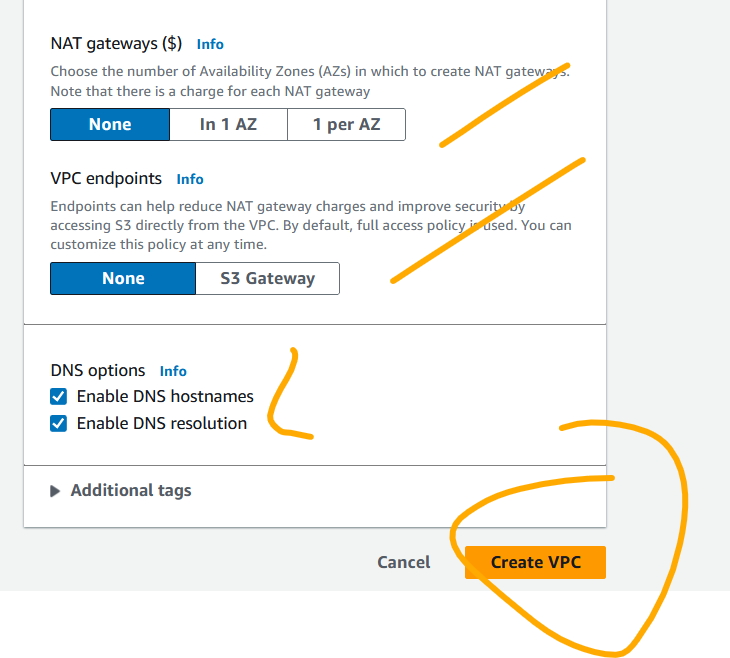 NAT gateways ($) Info
Choose the number of Availability Zones (AZs) in which to create NAT gateways.
Note that there is a charge for each NAT gateway
None In 1 AZ 1 per AZ
VPC endpoints Info
Endpoints can help reduce NAT gateway charges and improve security by
accessing S3 directly from the VPC. By default, full access policy is used. You can
customize this policy at any time.
None S3 Gateway
DNS options Info
Enable DNS hostnames
Enable DNS resolution
Additional tags
Cancel Create VPC